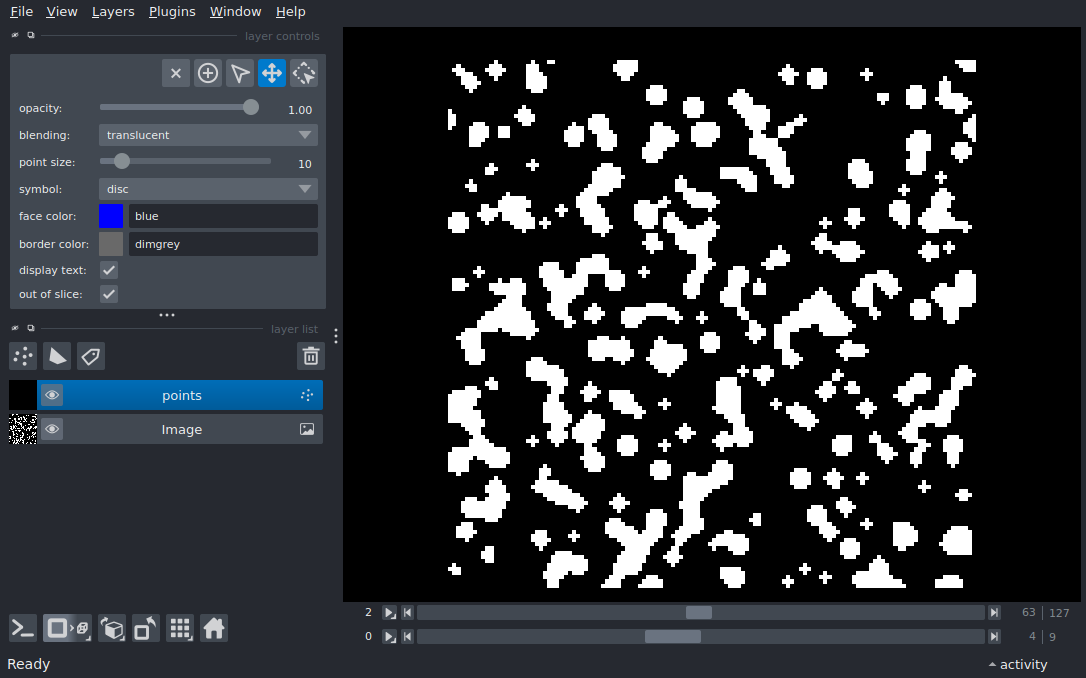 File View Layers Plugins Window Help
layer controls
opacity: 1.00
blending: translucent
point size: 10
symbol: disc
face color: blue
border color: dimgrey
display text:
out of slice:
layer list
points
Image
2 63 127
0 4 9
Ready activity